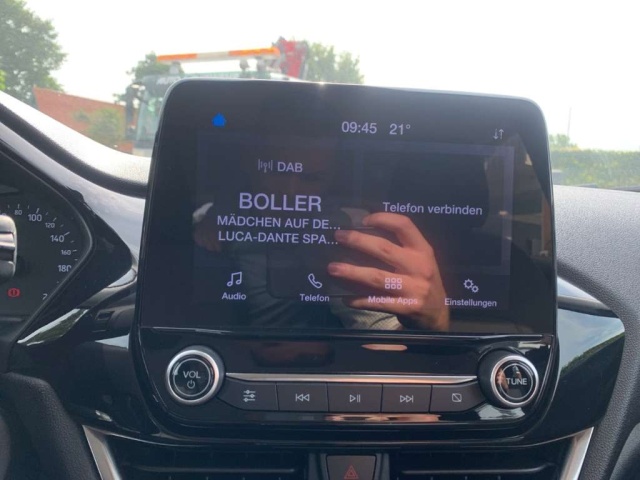 09:45 21°
DAB
BOLLER
MÄDCHEN AUF DE...
LUCA-DANTE SPA...
Telefon verbinden
Audio
Telefon
Mobile Apps
Einstellungen
VOL
TUNE
80
100
120
140
160
180